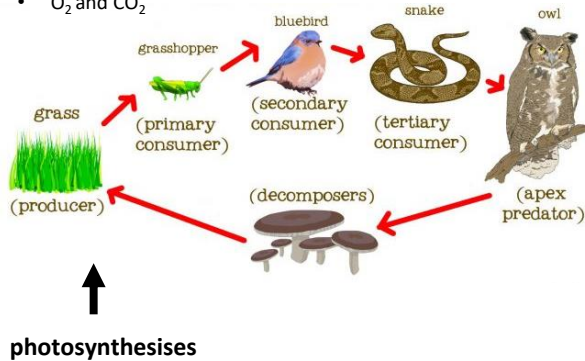 • O₂ and CO₂
grasshopper
bluebird
snake
owl
grass
(primary
consumer)
(secondary
consumer)
(tertiary
consumer)
(producer)
(decomposers)
(apex
predator)
photosynthesises